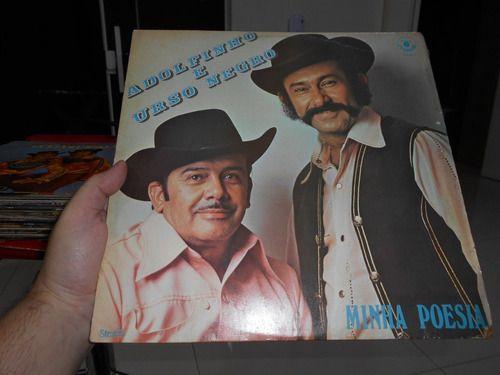 ADOLFINHO
E
URSO NEGRO
MINHA POESIA